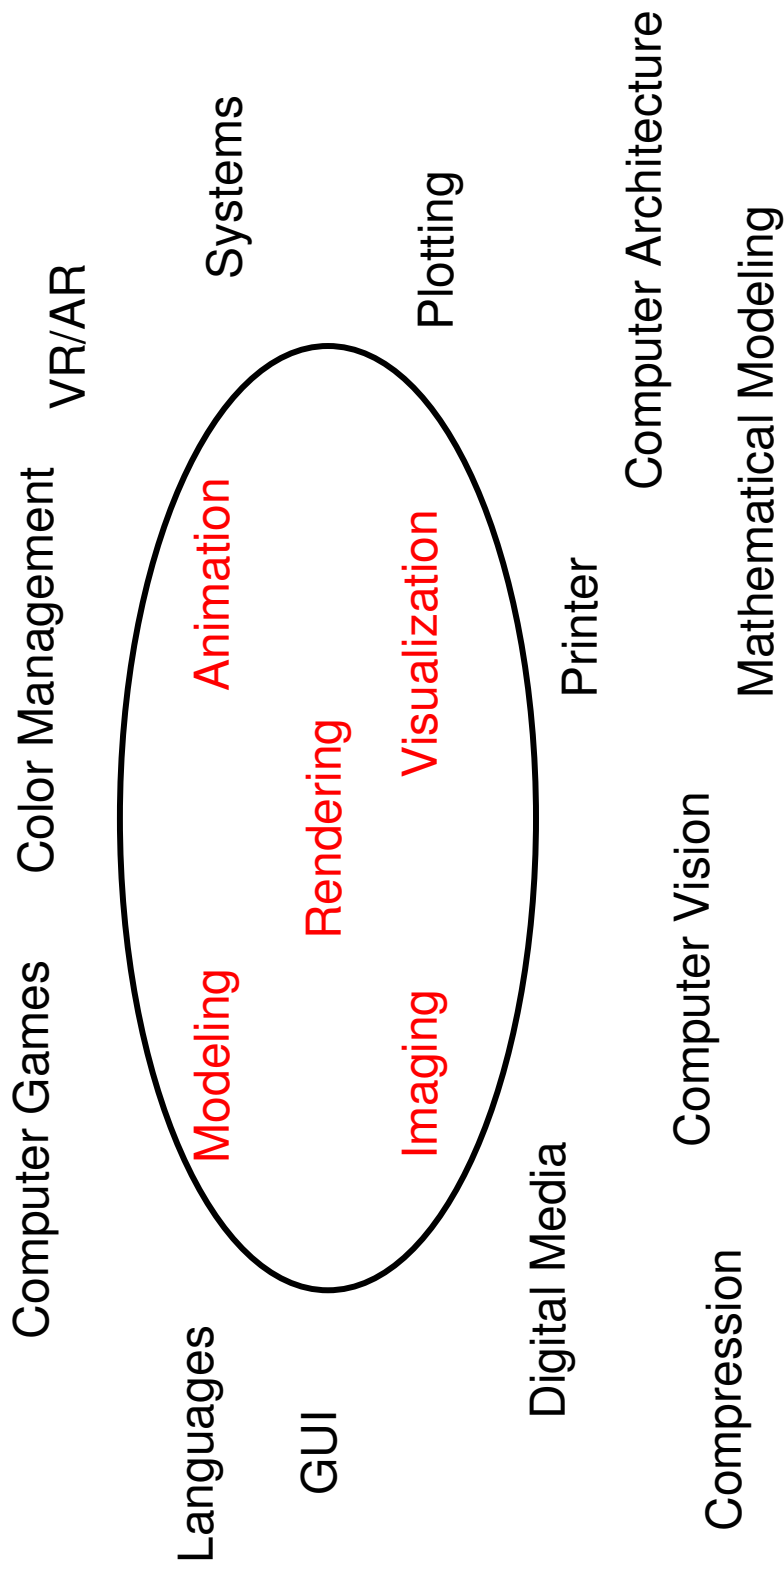 Computer Games
Color Management
VR/AR
Languages
Modeling
Animation
Systems
GUI
Rendering
Imaging
Visualization
Plotting
Digital Media
Printer
Computer Vision
Computer Architecture
Compression
Mathematical Modeling